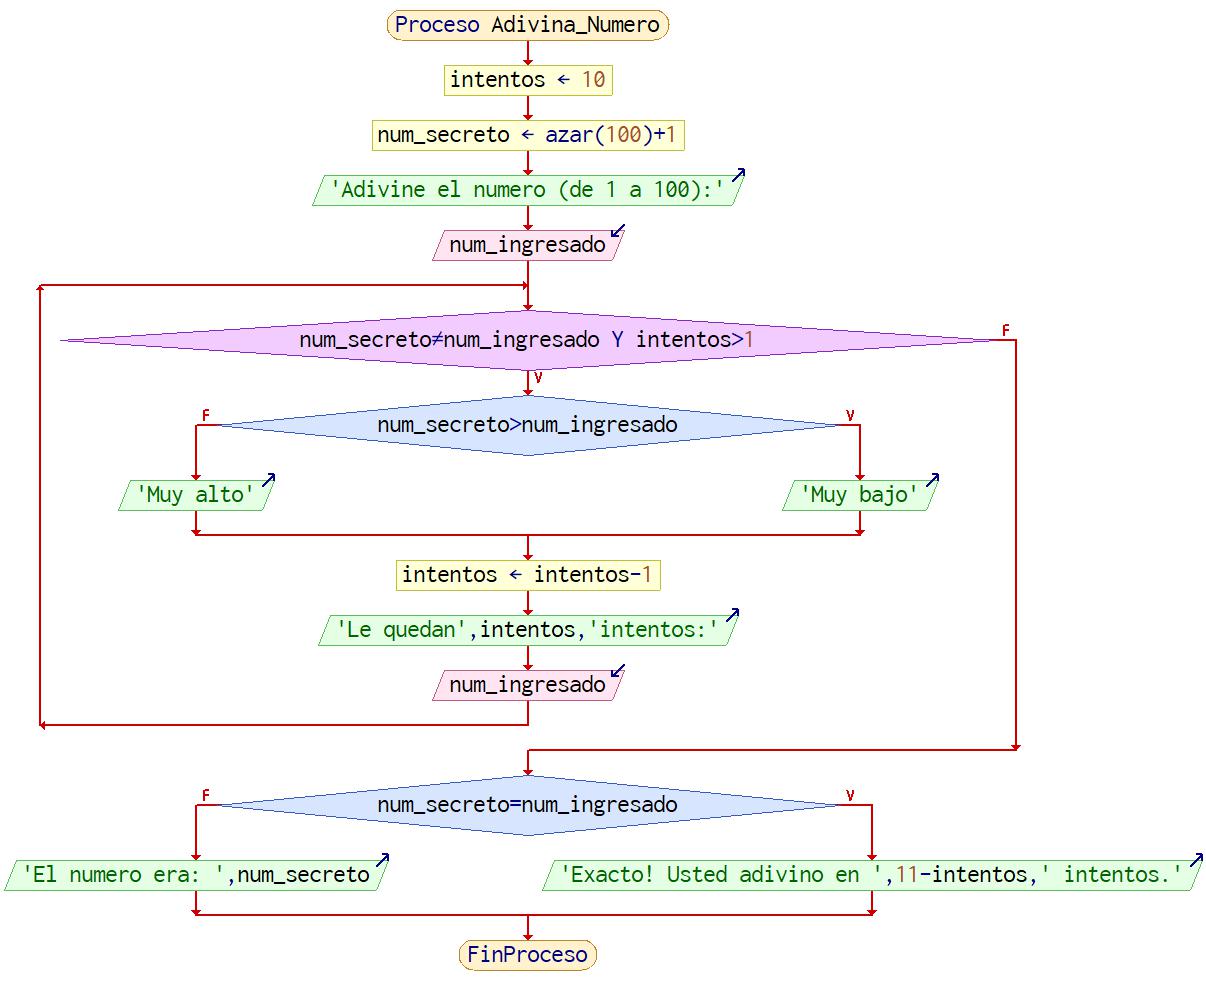 Proceso Adivina_Numero
intentos ← 10
num_secreto ← azar(100)+1
'Adivine el numero (de 1 a 100):'
num_ingresado
num_secreto≠num_ingresado Y intentos>1
F
V
num_secreto>num_ingresado
F
V
'Muy alto'
'Muy bajo'
intentos ← intentos-1
'Le quedan',intentos,'intentos:'
num_ingresado
num_secreto=num_ingresado
F
V
'El numero era: ',num_secreto
'Exacto! Usted adivino en ',11-intentos,' intentos.'
FinProceso